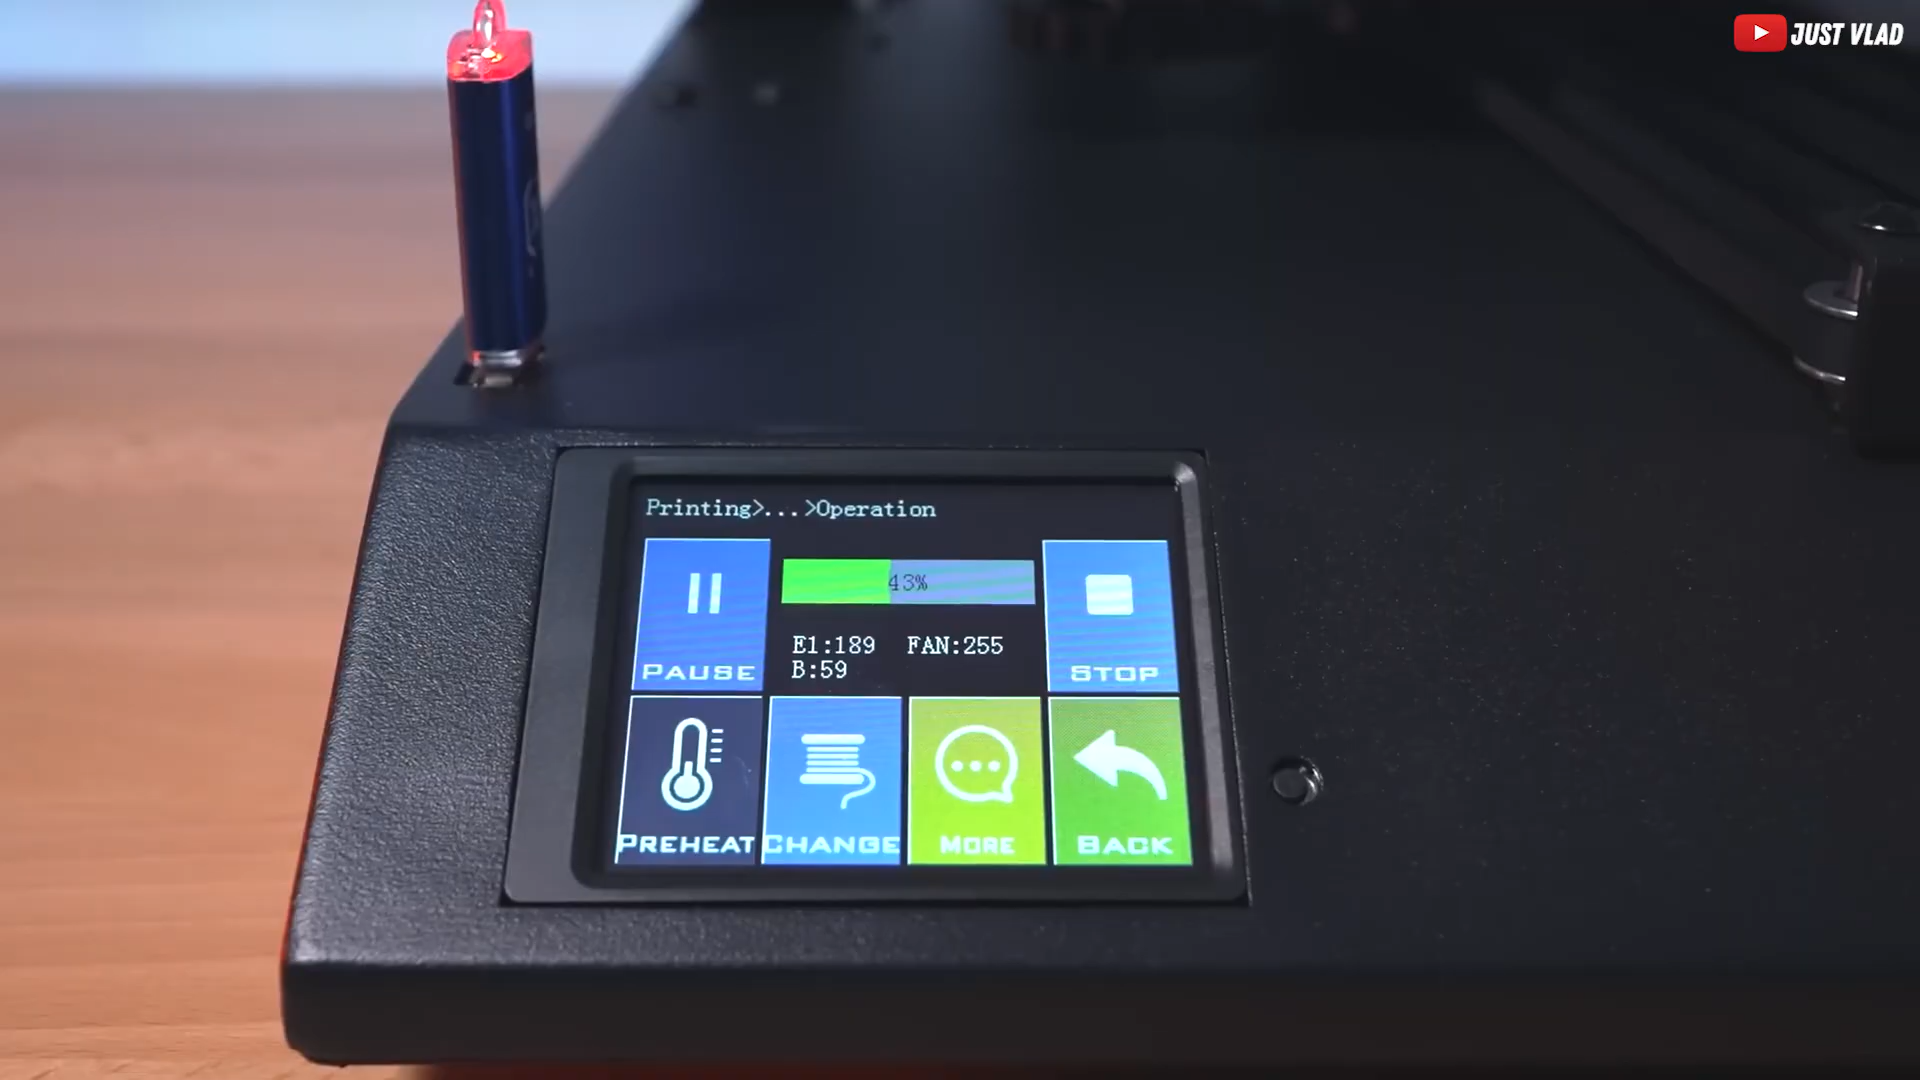 JUST VLAD
Printing>...>Operation
43%
E1:189 FAN:255
B:59
PAUSE
STOP
PREHEAT
CHANGE
MORE
BACK